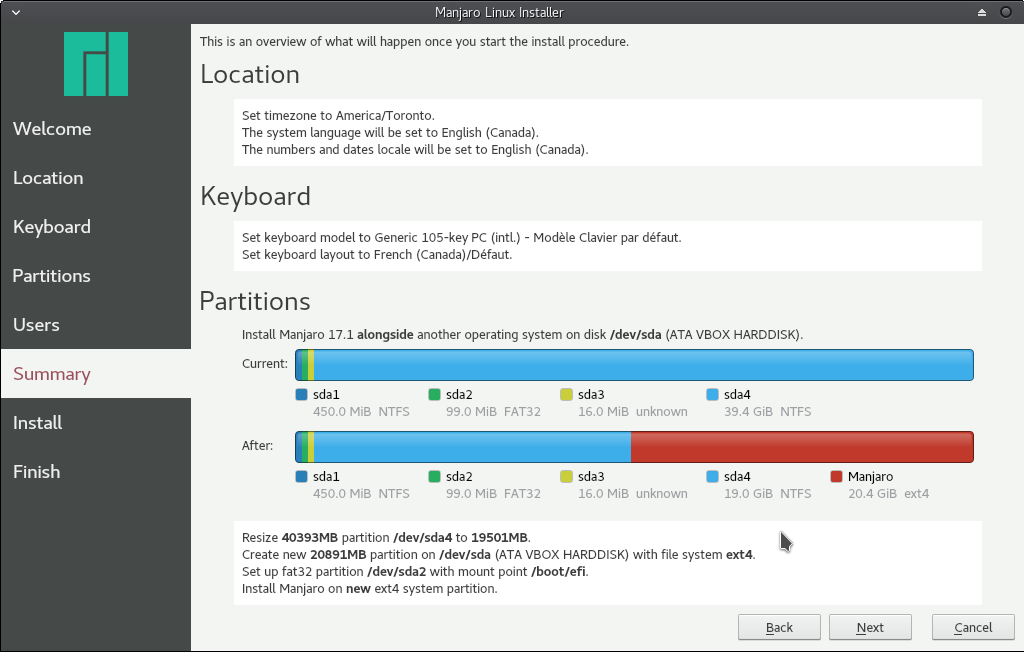 Manjaro Linux Installer
Welcome
Location
Keyboard
Partitions
Users
Summary
Install
Finish
This is an overview of what will happen once you start the install procedure.
Location
Set timezone to America/Toronto.
The system language will be set to English (Canada).
The numbers and dates locale will be set to English (Canada).
Keyboard
Set keyboard model to Generic 105-key PC (intl.) - Modèle Clavier par défaut.
Set keyboard layout to French (Canada)/Défaut.
Partitions
Install Manjaro 17.1 alongside another operating system on disk /dev/sda (ATA VBOX HARDDISK).
Current:
sda1 sda2 sda3 sda4
450.0 MiB NTFS 99.0 MiB FAT32 16.0 MiB unknown 39.4 GiB NTFS
After:
sda1 sda2 sda3 sda4 Manjaro
450.0 MiB NTFS 99.0 MiB FAT32 16.0 MiB unknown 19.0 GiB NTFS 20.4 GiB ext4
Resize 40393MB partition /dev/sda4 to 19501MB.
Create new 20891MB partition on /dev/sda (ATA VBOX HARDDISK) with file system ext4.
Set up fat32 partition /dev/sda2 with mount point /boot/efi.
Install Manjaro on new ext4 system partition.
Back Next Cancel